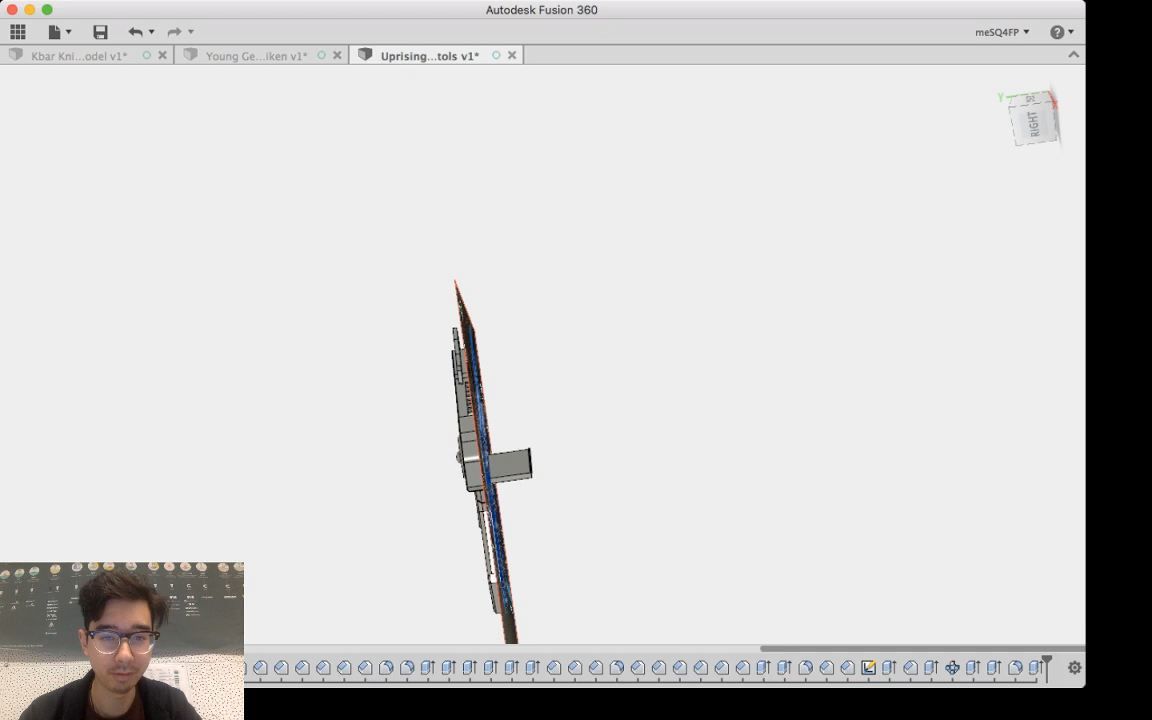 Autodesk Fusion 360
meSQ4FP
Kbar Kni...odel v1*
Young Ge...iken v1*
Uprising...tols v1*
Y
RIGHT